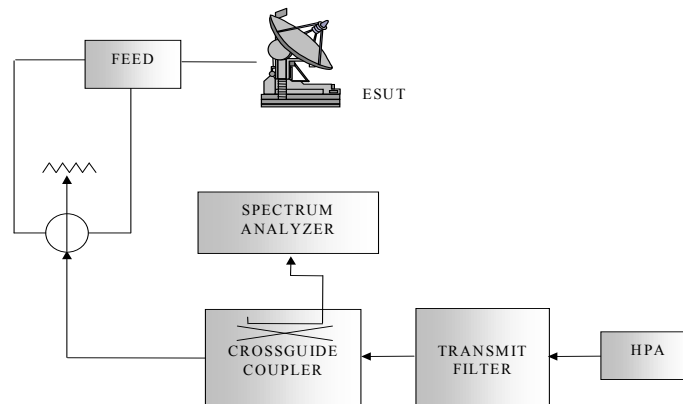 FEED
ESUT
SPECTRUM
ANALYZER
CROSSGUIDE
COUPLER
TRANSMIT
FILTER
HPA